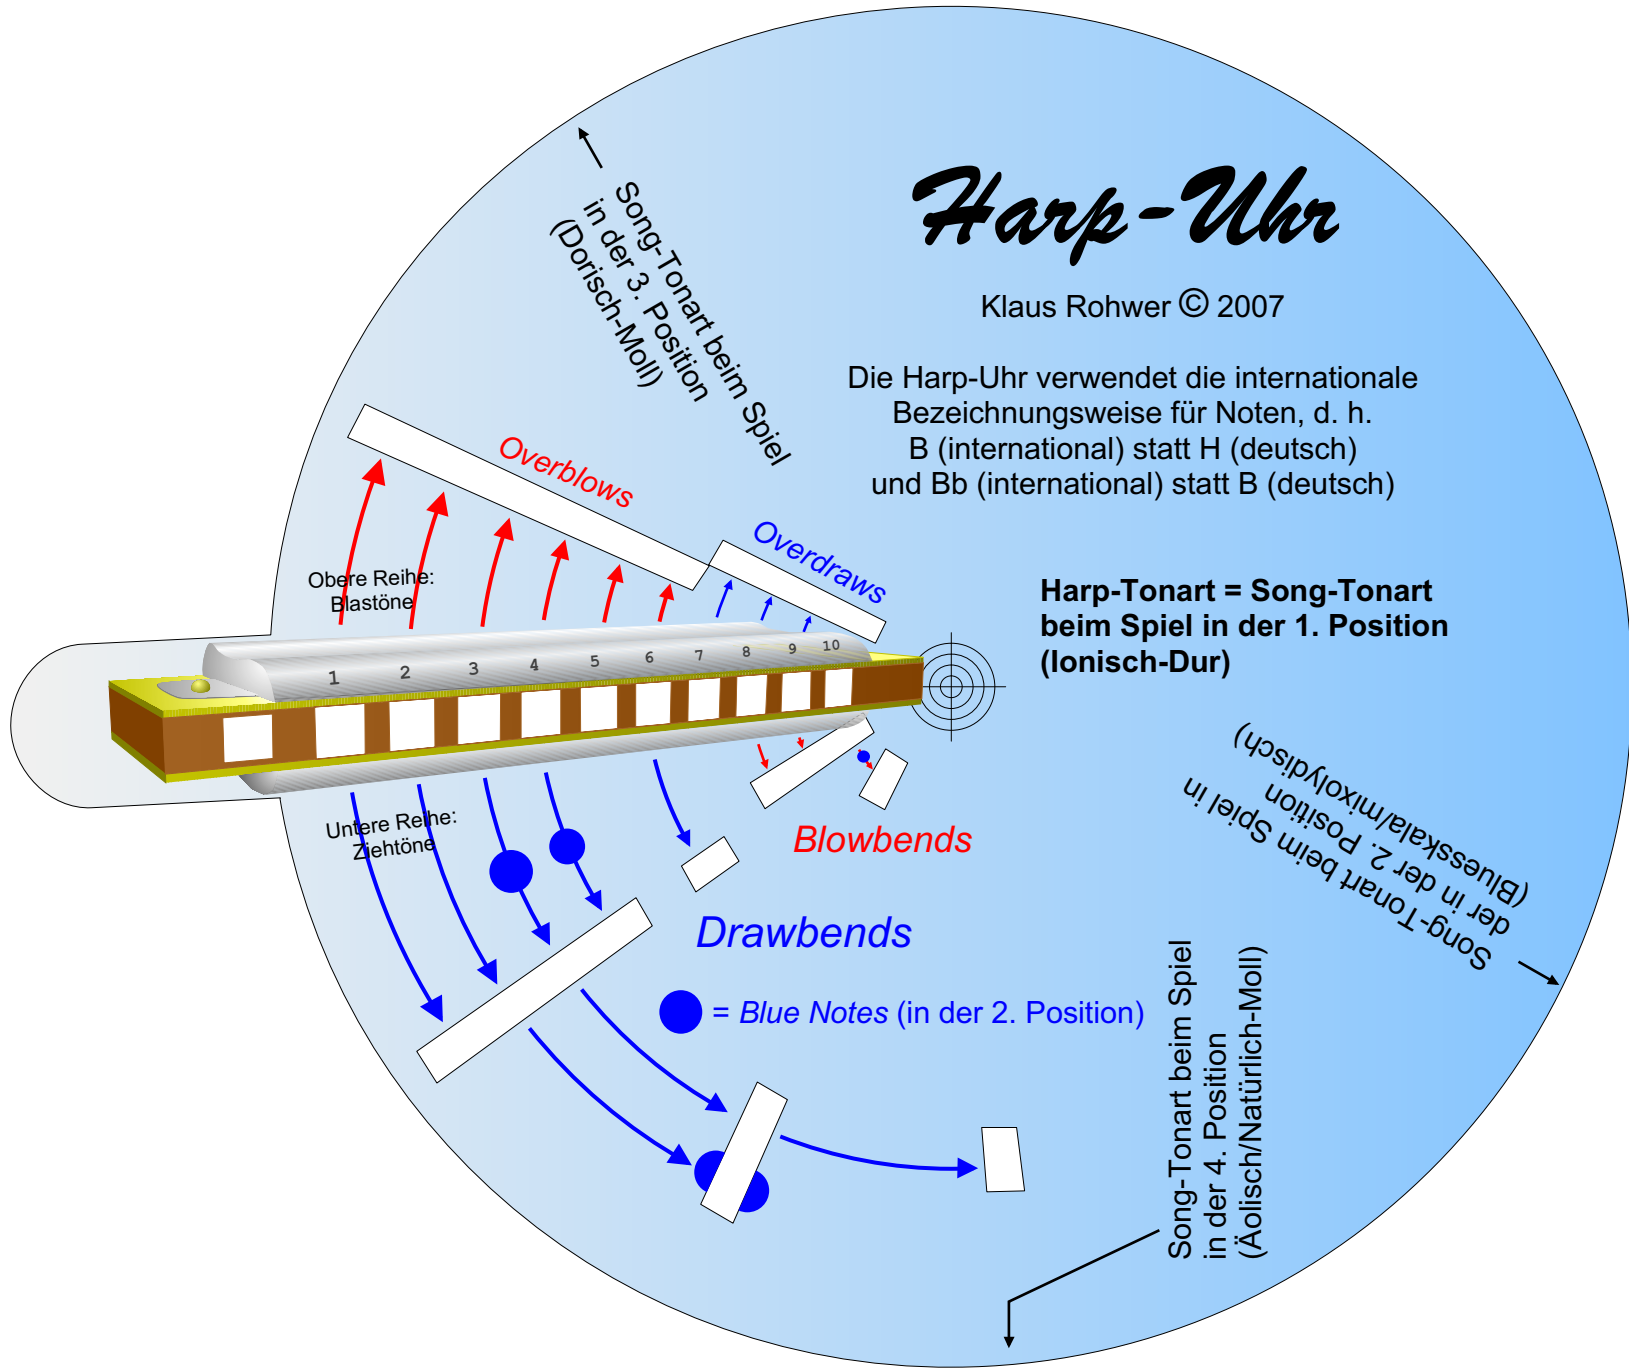 Harp-Uhr
Klaus Rohwer © 2007
Die Harp-Uhr verwendet die internationale
Bezeichnungsweise für Noten, d. h.
B (international) statt H (deutsch)
und Bb (international) statt B (deutsch)
Song-Tonart beim Spiel
in der 3. Position
(Dorisch-Moll)
Overblows
Overdraws
Obere Reihe:
Blastöne
Harp-Tonart = Song-Tonart
beim Spiel in der 1. Position
(Ionisch-Dur)
1 2 3 4 5 6 7 8 9 10
Untere Reihe:
Ziehtöne
Blowbends
Drawbends
= Blue Notes (in der 2. Position)
Song-Tonart beim Spiel in
der in der 2. Position
(Bluesskala/mixolydisch)
Song-Tonart beim Spiel
in der 4. Position
(Äolisch/Natürlich-Moll)